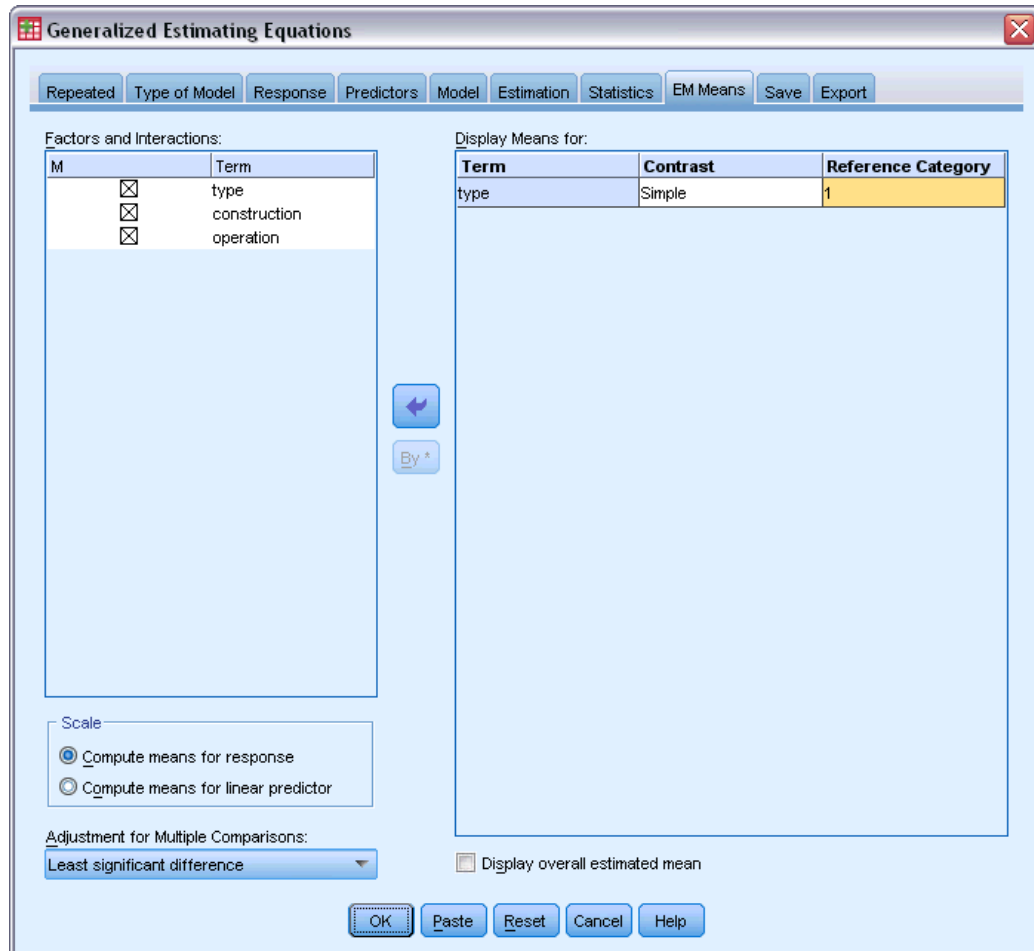 Generalized Estimating Equations
Repeated Type of Model Response Predictors Model Estimation Statistics EM Means Save Export
Factors and Interactions:
M Term
type
construction
operation
By *
Display Means for:
Term Contrast Reference Category
type Simple 1
Scale
Compute means for response
Compute means for linear predictor
Adjustment for Multiple Comparisons:
Least significant difference
Display overall estimated mean
OK Paste Reset Cancel Help